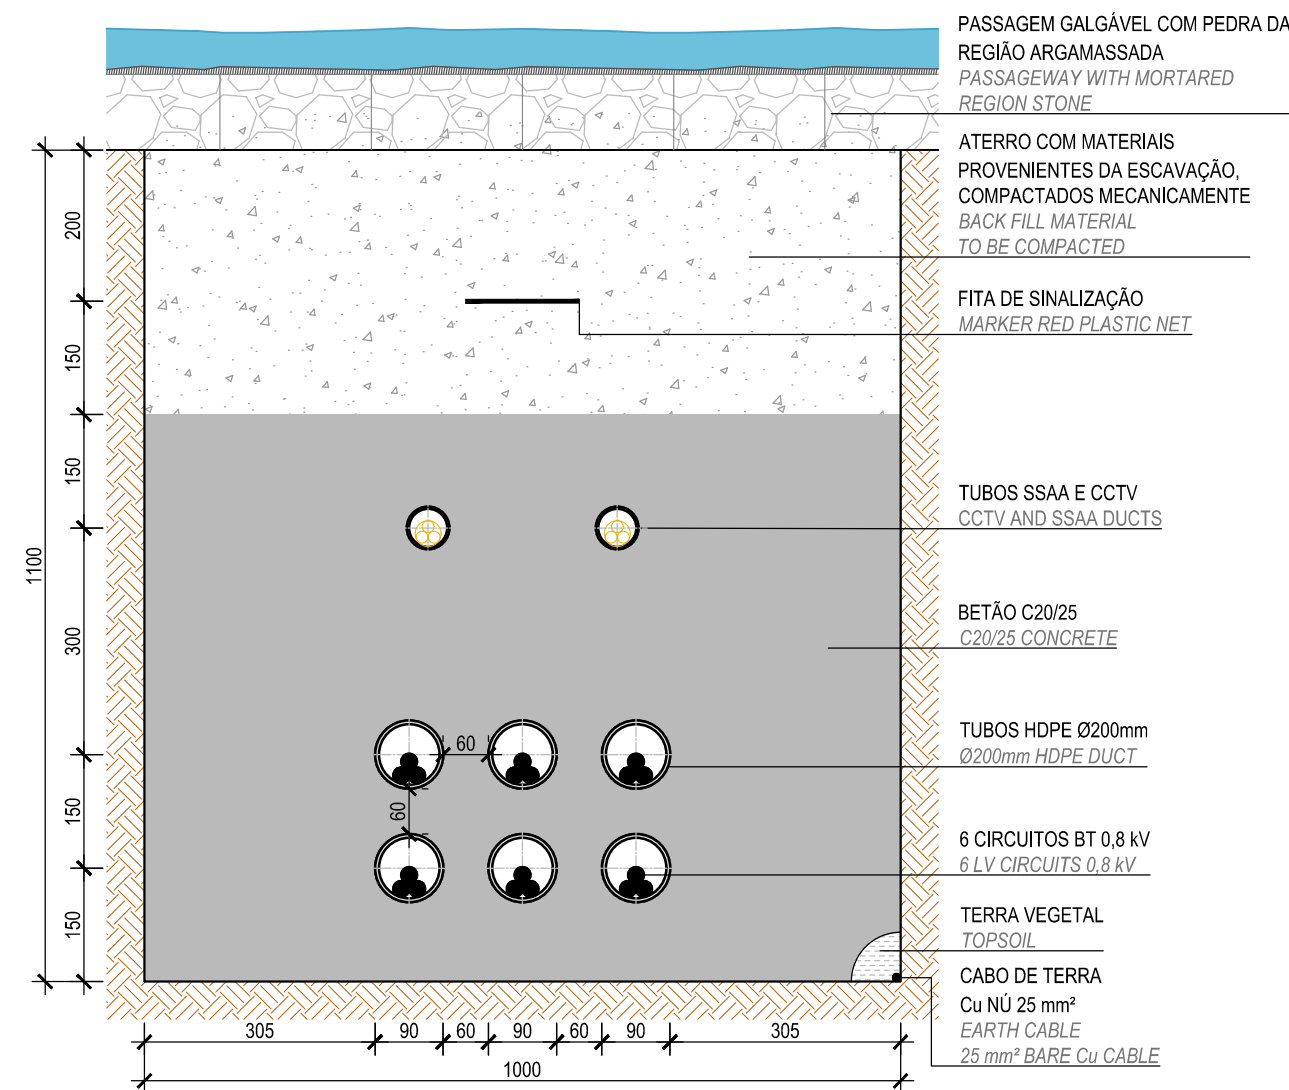 PASSAGEM GALGÁVEL COM PEDRA DA
REGIÃO ARGAMASSADA
PASSAGEWAY WITH MORTARED
REGION STONE
ATERRO COM MATERIAIS
PROVENIENTES DA ESCAVAÇÃO,
COMPACTADOS MECANICAMENTE
BACK FILL MATERIAL
TO BE COMPACTED
FITA DE SINALIZAÇÃO
MARKER RED PLASTIC NET
TUBOS SSAA E CCTV
CCTV AND SSAA DUCTS
BETÃO C20/25
C20/25 CONCRETE
TUBOS HDPE Ø200mm
Ø200mm HDPE DUCT
6 CIRCUITOS BT 0,8 kV
6 LV CIRCUITS 0,8 kV
TERRA VEGETAL
TOPSOIL
CABO DE TERRA
Cu NÚ 25 mm²
EARTH CABLE
25 mm² BARE Cu CABLE
200
150
150
300
150
150
1100
60
60
305
90
60
90
60
90
305
1000